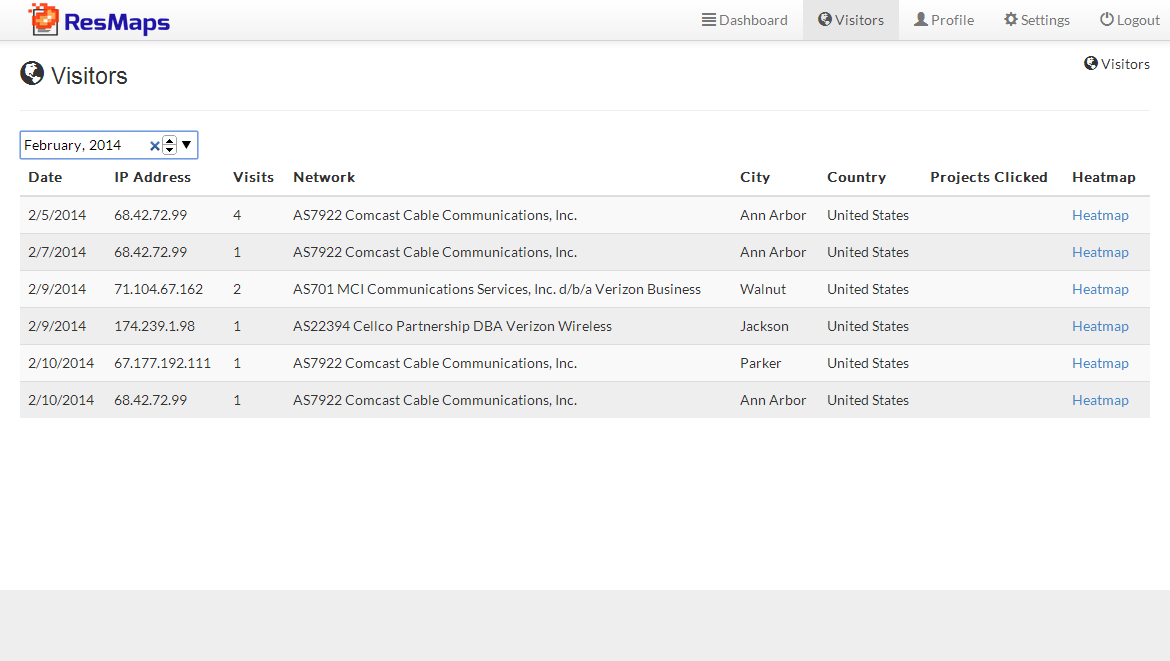 ResMaps Dashboard Visitors Profile Settings Logout
Visitors
Visitors
February, 2014
Date IP Address Visits Network City Country Projects Clicked Heatmap
2/5/2014 68.42.72.99 4 AS7922 Comcast Cable Communications, Inc. Ann Arbor United States Heatmap
2/7/2014 68.42.72.99 1 AS7922 Comcast Cable Communications, Inc. Ann Arbor United States Heatmap
2/9/2014 71.104.67.162 2 AS701 MCI Communications Services, Inc. d/b/a Verizon Business Walnut United States Heatmap
2/9/2014 174.239.1.98 1 AS22394 Cellco Partnership DBA Verizon Wireless Jackson United States Heatmap
2/10/2014 67.177.192.111 1 AS7922 Comcast Cable Communications, Inc. Parker United States Heatmap
2/10/2014 68.42.72.99 1 AS7922 Comcast Cable Communications, Inc. Ann Arbor United States Heatmap